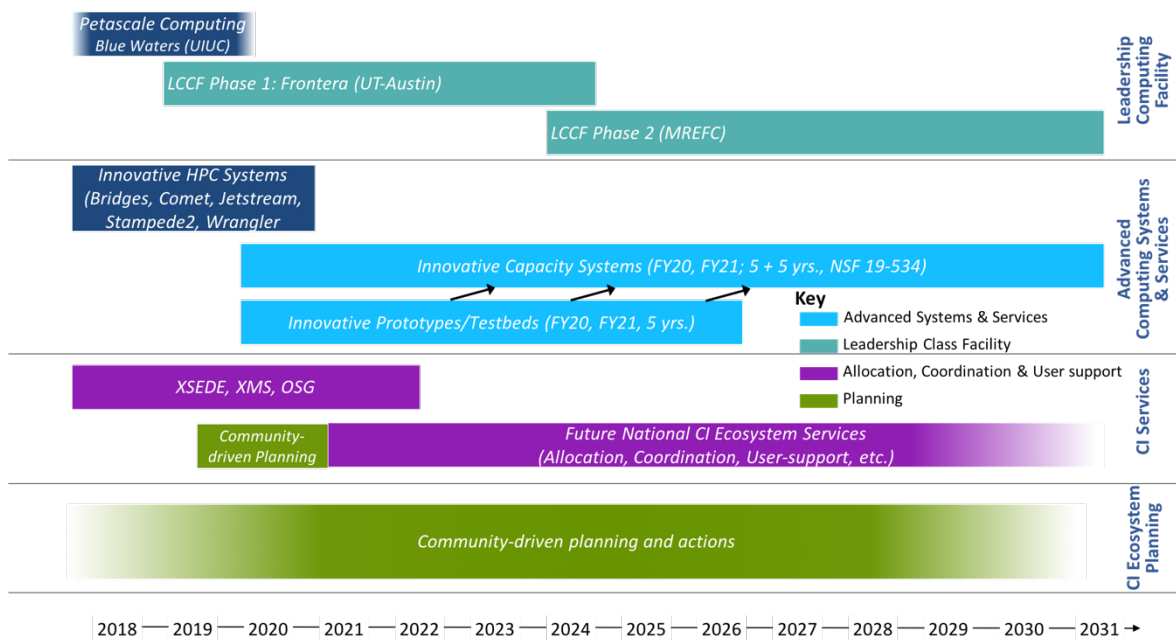 Petascale Computing
Blue Waters (UIUC)
LCCF Phase 1: Frontera (UT-Austin)
LCCF Phase 2 (MREFC)
Leadership
Computing
Facility
Innovative HPC Systems
(Bridges, Comet, Jetstream,
Stampede2, Wrangler
Innovative Capacity Systems (FY20, FY21; 5 + 5 yrs., NSF 19-534)
Innovative Prototypes/Testbeds (FY20, FY21, 5 yrs.)
Advanced
Computing Systems
& Services
Key
Advanced Systems & Services
Leadership Class Facility
Allocation, Coordination & User support
Planning
XSEDE, XMS, OSG
Community-
driven Planning
Future National CI Ecosystem Services
(Allocation, Coordination, User-support, etc.)
CI Services
Community-driven planning and actions
CI Ecosystem
Planning
2018 2019 2020 2021 2022 2023 2024 2025 2026 2027 2028 2029 2030 2031